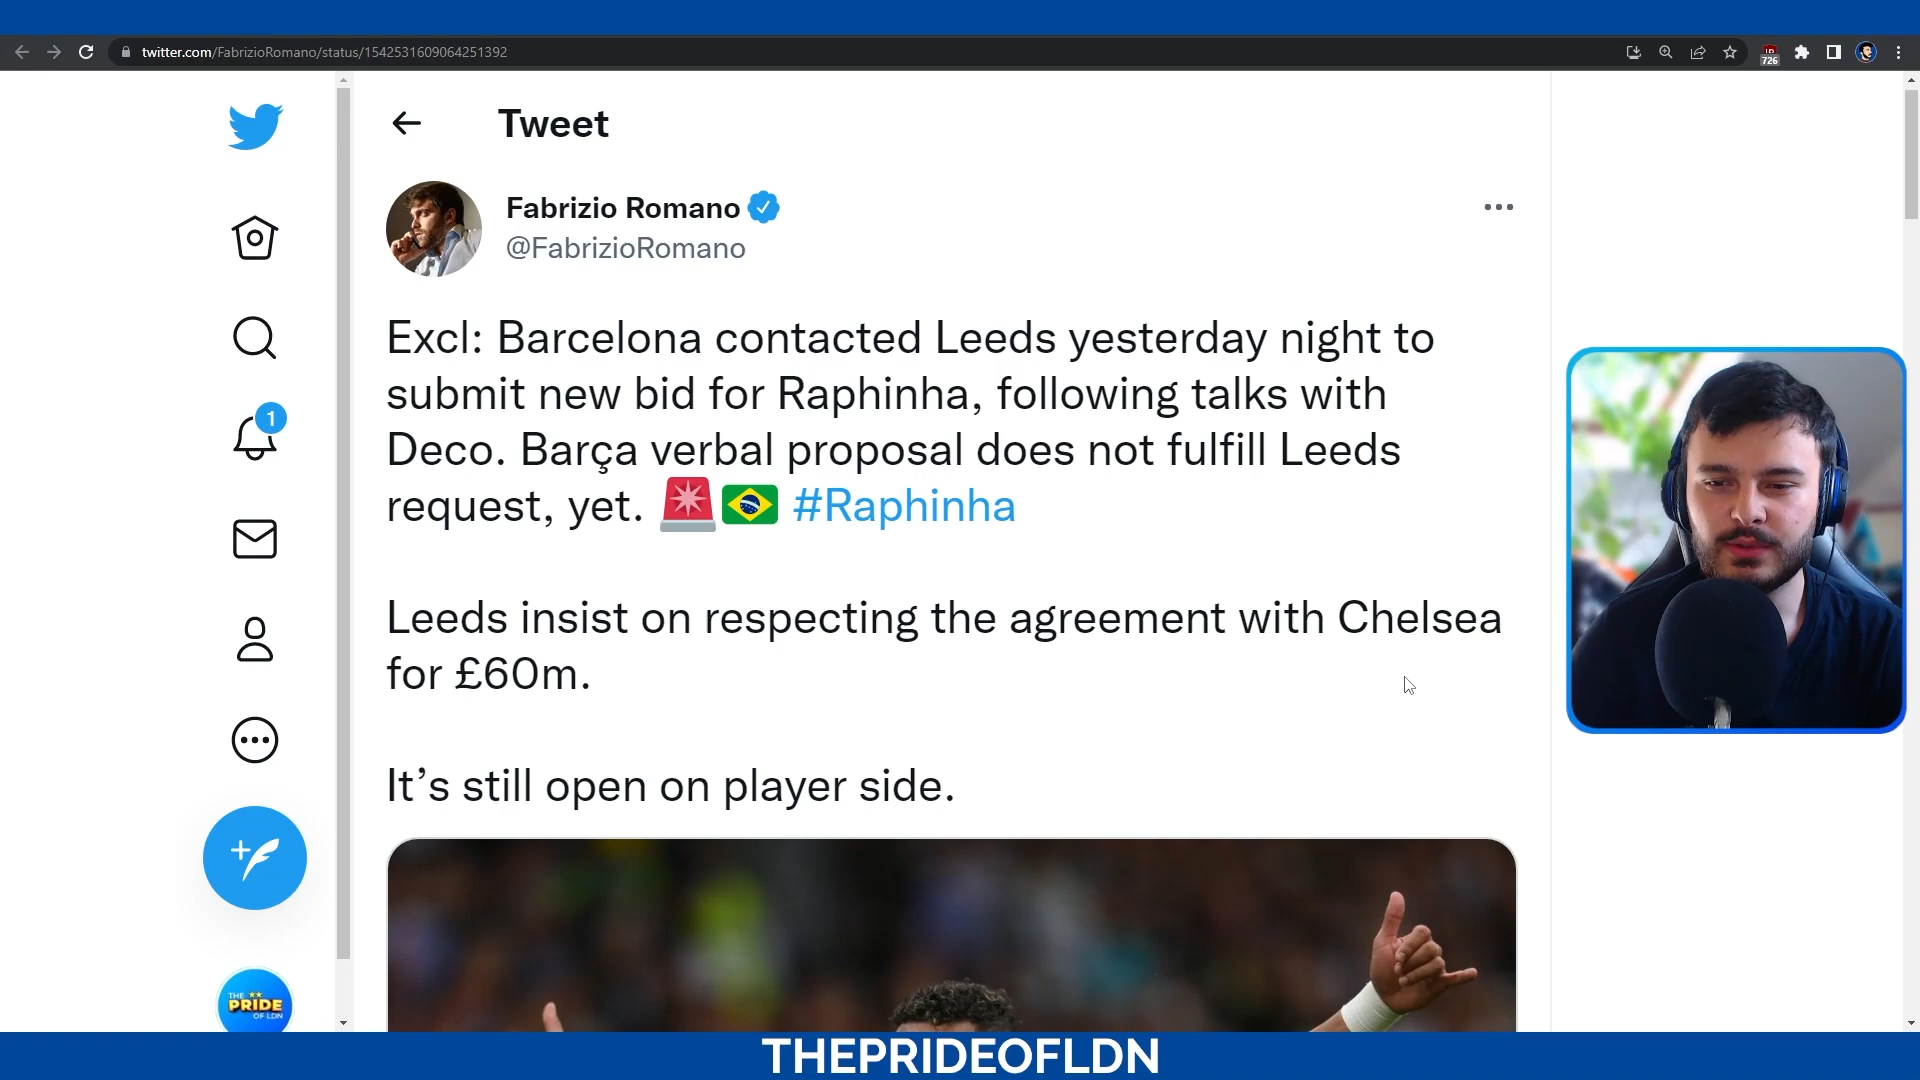 twitter.com/FabrizioRomano/status/1542531609064251392
726
Tweet
Fabrizio Romano
@FabrizioRomano
Excl: Barcelona contacted Leeds yesterday night to
submit new bid for Raphinha, following talks with
Deco. Barça verbal proposal does not fulfill Leeds
request, yet. 🚨🇧🇷 #Raphinha
Leeds insist on respecting the agreement with Chelsea
for £60m.
It’s still open on player side.
1
THE
PRIDE
OF LDN
THEPRIDEOFLDN